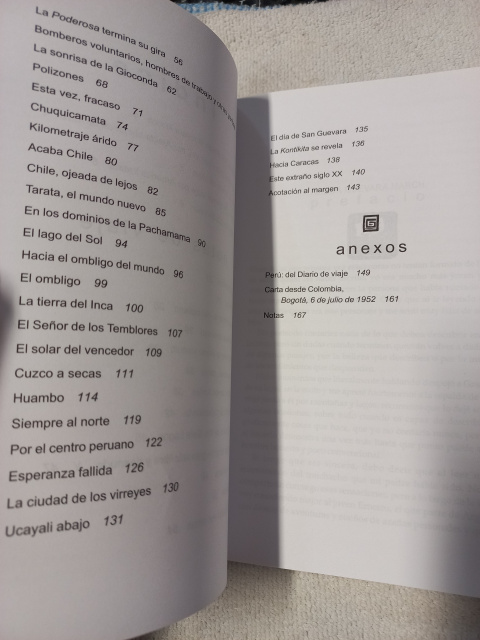 La Poderosa termina su gira 56
Bomberos voluntarios, hombres de trabajo y
La sonrisa de la Gioconda 62
Polizones 68
Esta vez, fracaso 71
Chuquicamata 74
Kilometraje árido 77
Acaba Chile 80
Chile, ojeada de lejos 82
Tarata, el mundo nuevo 85
En los dominios de la Pachamama 90
El lago del Sol 94
Hacia el ombligo del mundo 96
El ombligo 99
La tierra del Inca 100
El Señor de los Temblores 107
El solar del vencedor 109
Cuzco a secas 111
Huambo 114
Siempre al norte 119
Por el centro peruano 122
Esperanza fallida 126
La ciudad de los virreyes 130
Ucayali abajo 131
El día de San Guevara 135
La Kontikita se revela 136
Hacia Caracas 138
Este extraño siglo XX 140
Acotación al margen 143
anexos
Perú: del Diario de viaje 149
Carta desde Colombia,
Bogotá, 6 de julio de 1952 161
Notas 167